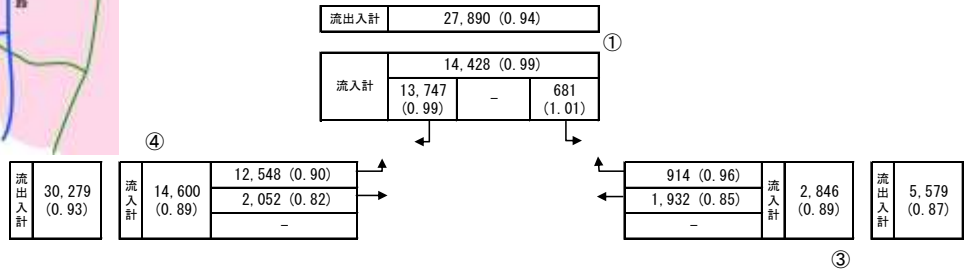 路
流出入計 27,890 (0.94)
①
流入計 14,428 (0.99)
13,747 (0.99) － 681 (1.01)
④
流出入計 30,279 (0.93)
流入計 14,600 (0.89)
12,548 (0.90)
2,052 (0.82)
－
914 (0.96)
1,932 (0.85)
－
流入計 2,846 (0.89)
流出入計 5,579 (0.87)
③